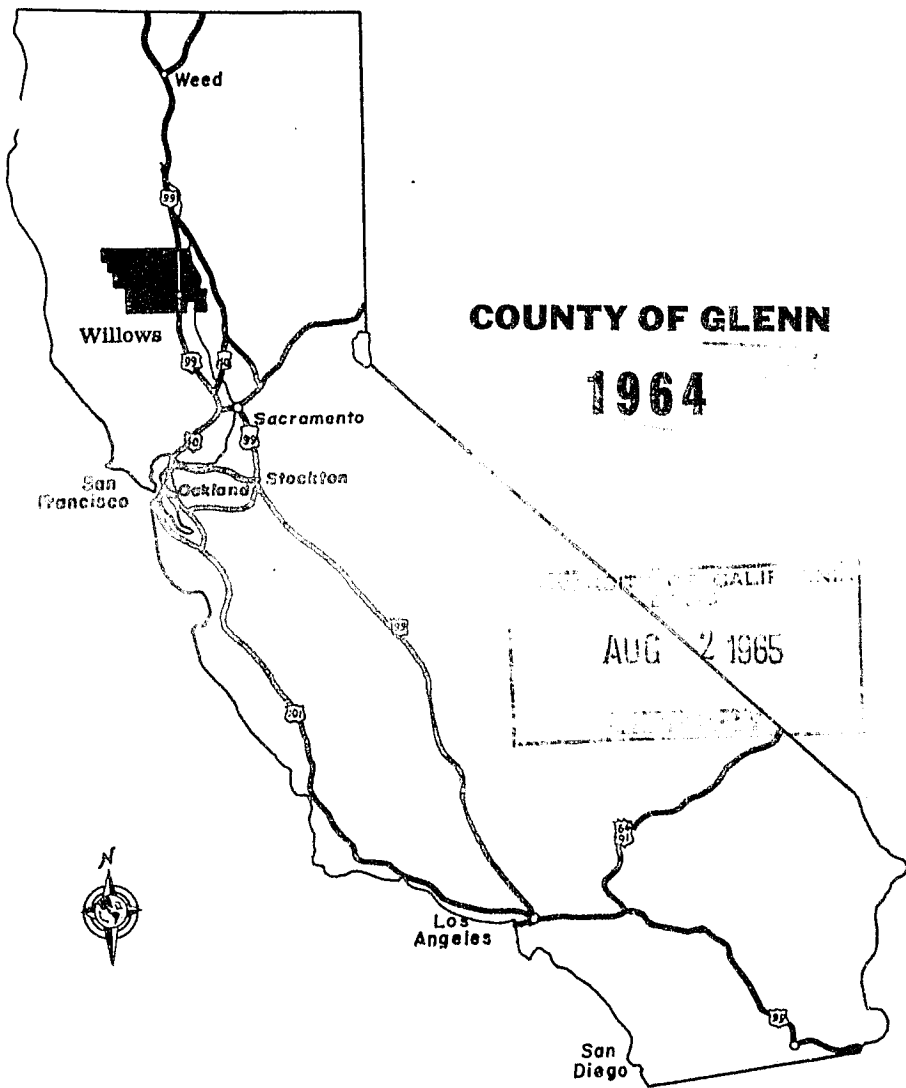 Weed
99
Willows
COUNTY OF GLENN
1964
99
40
Sacramento
40
99
San
Francisco
Oakland
Stockton
AUG 2 1965
99
101
66
91
N
Los
Angeles
99
San
Diego